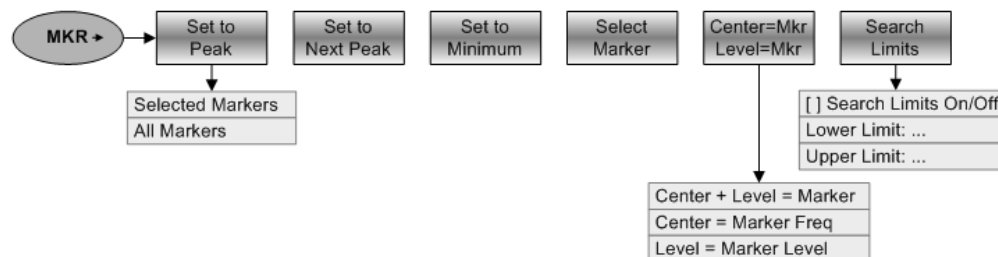 MKR →
Set to
Peak
Set to
Next Peak
Set to
Minimum
Select
Marker
Center=Mkr
Level=Mkr
Search
Limits
Selected Markers
All Markers
[ ] Search Limits On/Off
Lower Limit: ...
Upper Limit: ...
Center + Level = Marker
Center = Marker Freq
Level = Marker Level